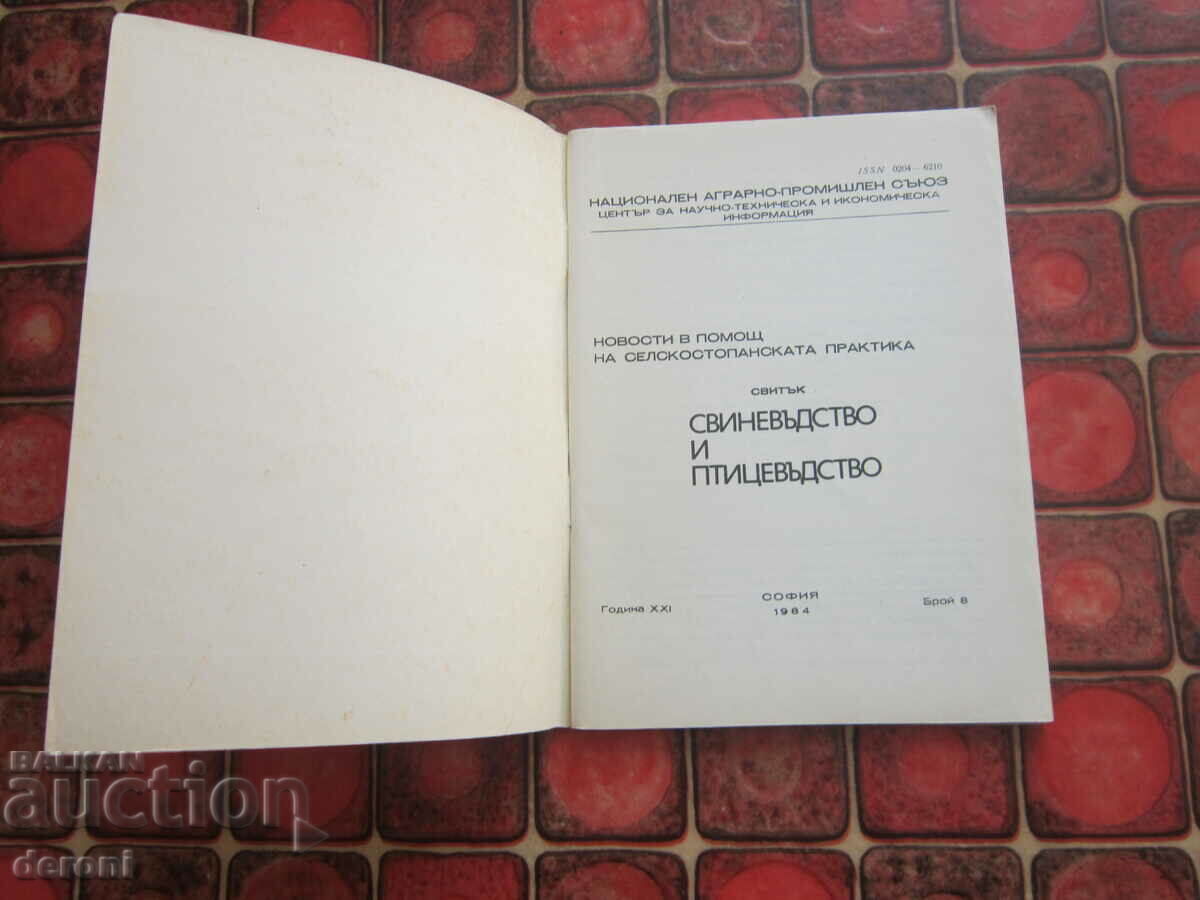 ISSN 0204—6210
НАЦИОНАЛЕН АГРАРНО-ПРОМИШЛЕН СЪЮЗ
ЦЕНТЪР ЗА НАУЧНО-ТЕХНИЧЕСКА И ИКОНОМИЧЕСКА
ИНФОРМАЦИЯ
НОВОСТИ В ПОМОЩ
НА СЕЛСКОСТОПАНСКАТА ПРАКТИКА
СВИТЪК
СВИНЕВЪДСТВО
И
ПТИЦЕВЪДСТВО
Година XXI
СОФИЯ
1984
Брой 8
BALKAN
auction
deroni